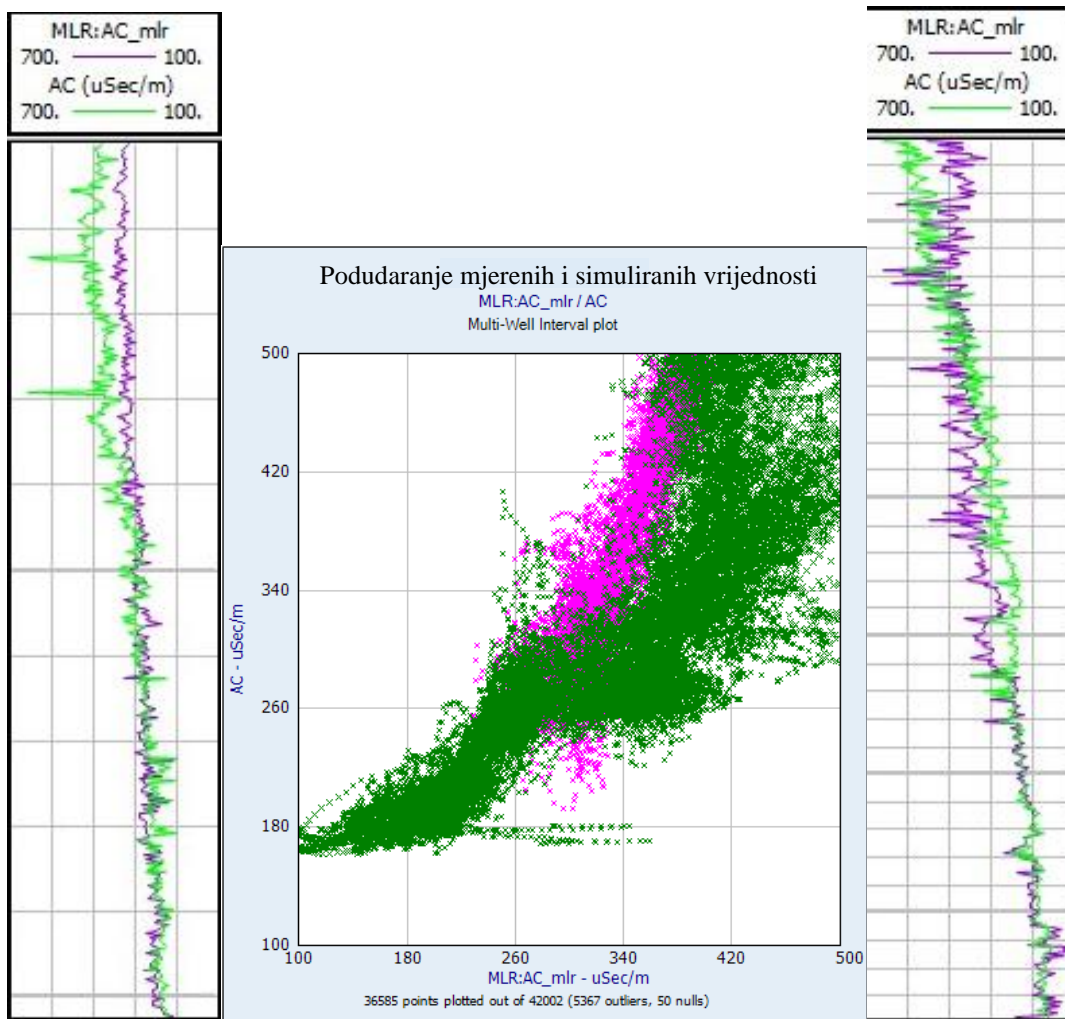 MLR:AC_mlr
700. 100.
AC (uSec/m)
700. 100.
MLR:AC_mlr
700. 100.
AC (uSec/m)
700. 100.
Podudaranje mjerenih i simuliranih vrijednosti
MLR:AC_mlr / AC
Multi-Well Interval plot
500
420
340
260
180
100
AC - uSec/m
100 180 260 340 420 500
MLR:AC_mlr - uSec/m
36585 points plotted out of 42002 (5367 outliers, 50 nulls)